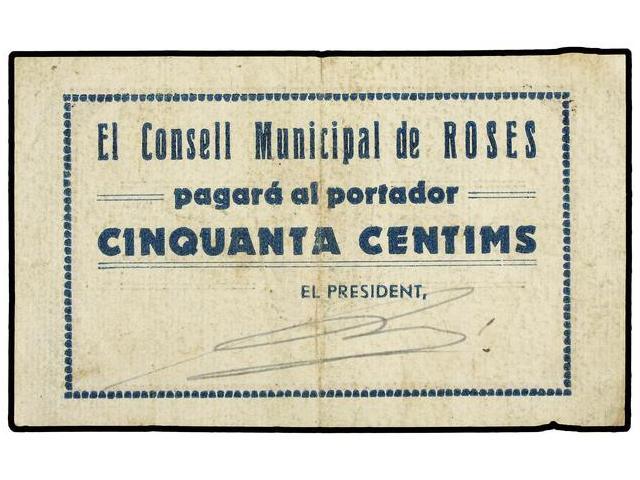 El Consell Municipal de ROSES
pagará al portador
CINQUANTA CENTIMS
EL PRESIDENT,